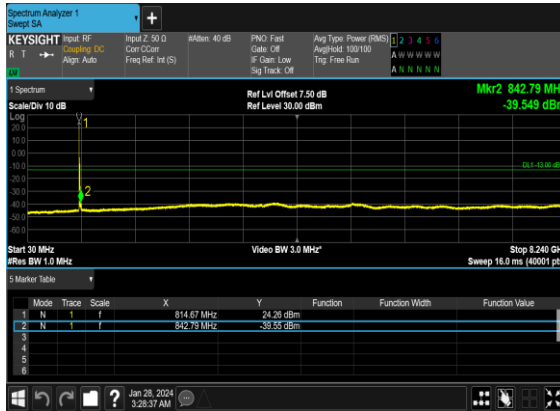 Spectrum Analyzer 1
Swept SA
+
KEYSIGHT
R T
Input: RF
Coupling: DC
Align: Auto
Input Z: 50 Ω
Corr CCorr
Freq Ref: Int (S)
#Atten: 40 dB
PNO: Fast
Gate: Off
IF Gain: Low
Sig Track: Off
Avg Type: Power (RMS)
Avg|Hold: 100/100
Trig: Free Run
1 2 3 4 5 6
A W W W W W
A N N N N N
1 Spectrum
Scale/Div 10 dB
Ref Lvl Offset 7.50 dB
Ref Level 30.00 dBm
Mkr2 842.79 MH
-39.549 dBm
Log
20.0
10.0
0.00
-10.0
-20.0
-30.0
-40.0
-50.0
-60.0
1
2
DL1 -13.00 dB
Start 30 MHz
#Res BW 1.0 MHz
Video BW 3.0 MHz*
Stop 8.240 GH
Sweep 16.0 ms (40001 pt
5 Marker Table
Mode Trace Scale X Y Function Function Width Function Value
1 N 1 f 814.67 MHz 24.26 dBm
2 N 1 f 842.79 MHz -39.55 dBm
3
4
5
6
?
Jan 28, 2024
3:28:37 AM